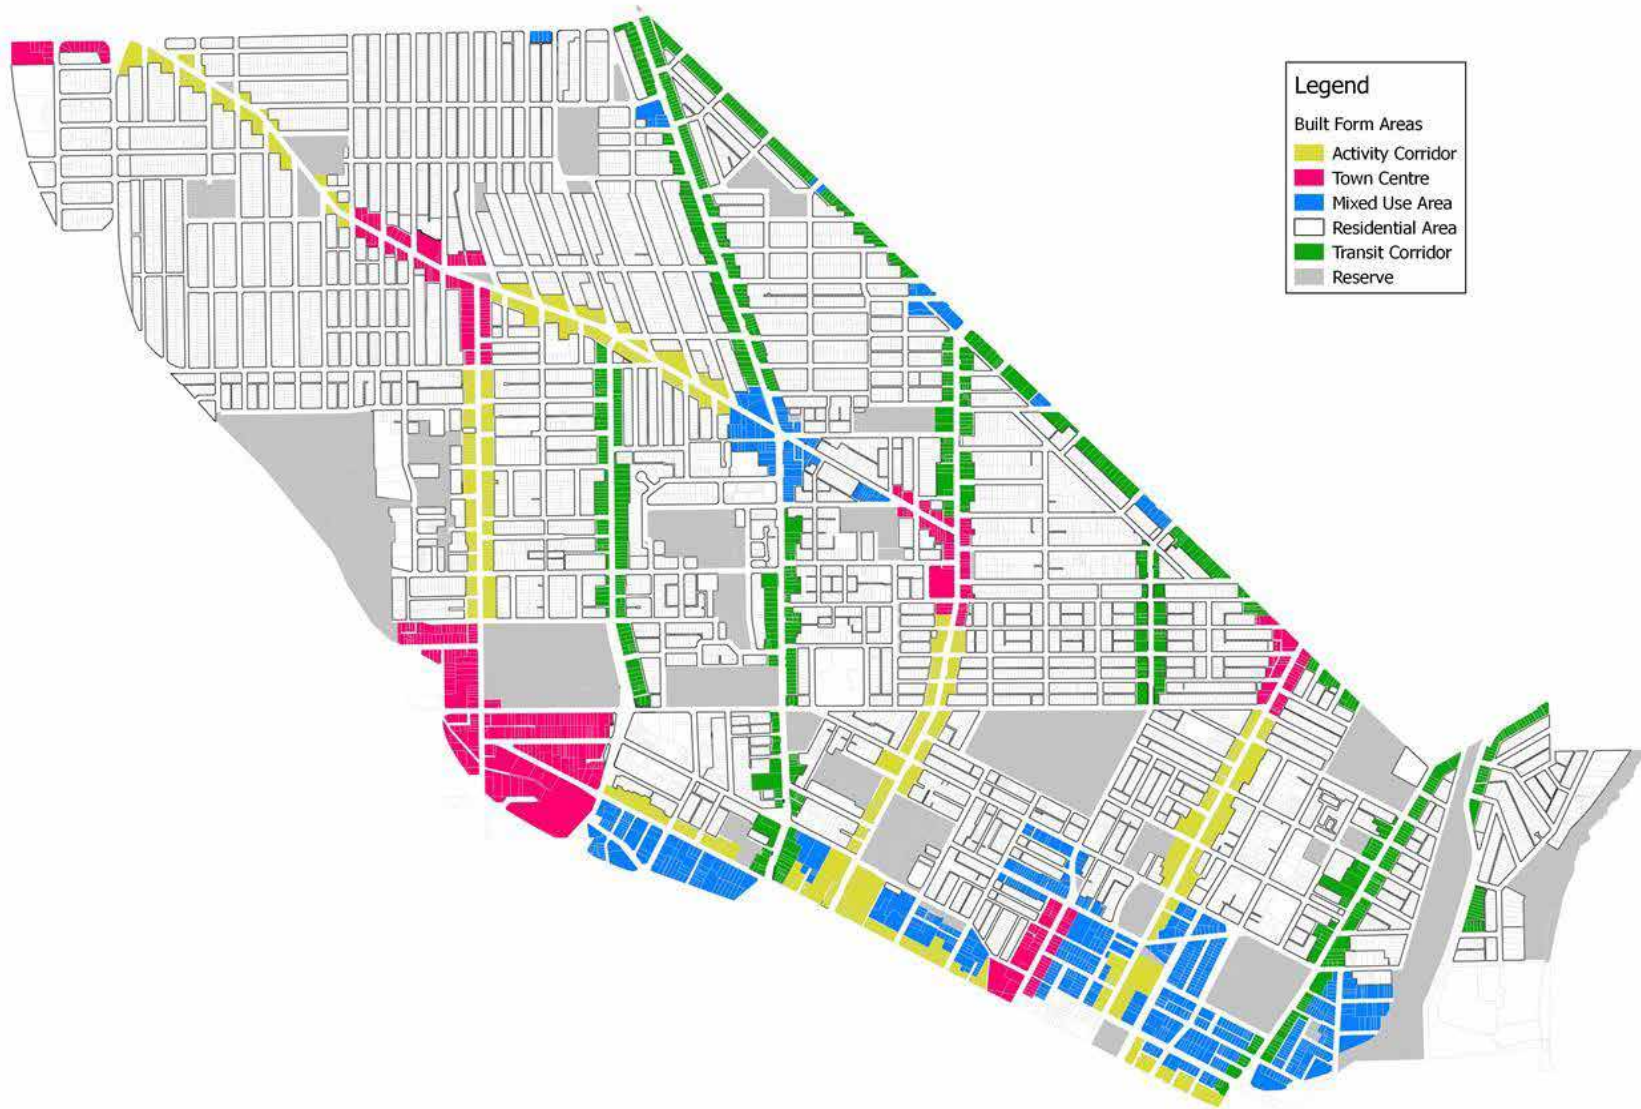 Legend
Built Form Areas
Activity Corridor
Town Centre
Mixed Use Area
Residential Area
Transit Corridor
Reserve